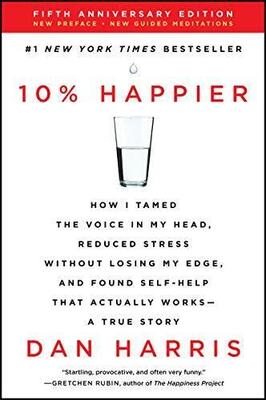 FIFTH ANNIVERSARY EDITION
NEW PREFACE • NEW GUIDED MEDITATIONS
#1 NEW YORK TIMES BESTSELLER
10% HAPPIER
HOW I TAMED
THE VOICE IN MY HEAD,
REDUCED STRESS
WITHOUT LOSING MY EDGE,
AND FOUND SELF-HELP
THAT ACTUALLY WORKS—
A TRUE STORY
DAN HARRIS
“Startling, provocative, and often very funny.”
—GRETCHEN RUBIN, author of The Happiness Project